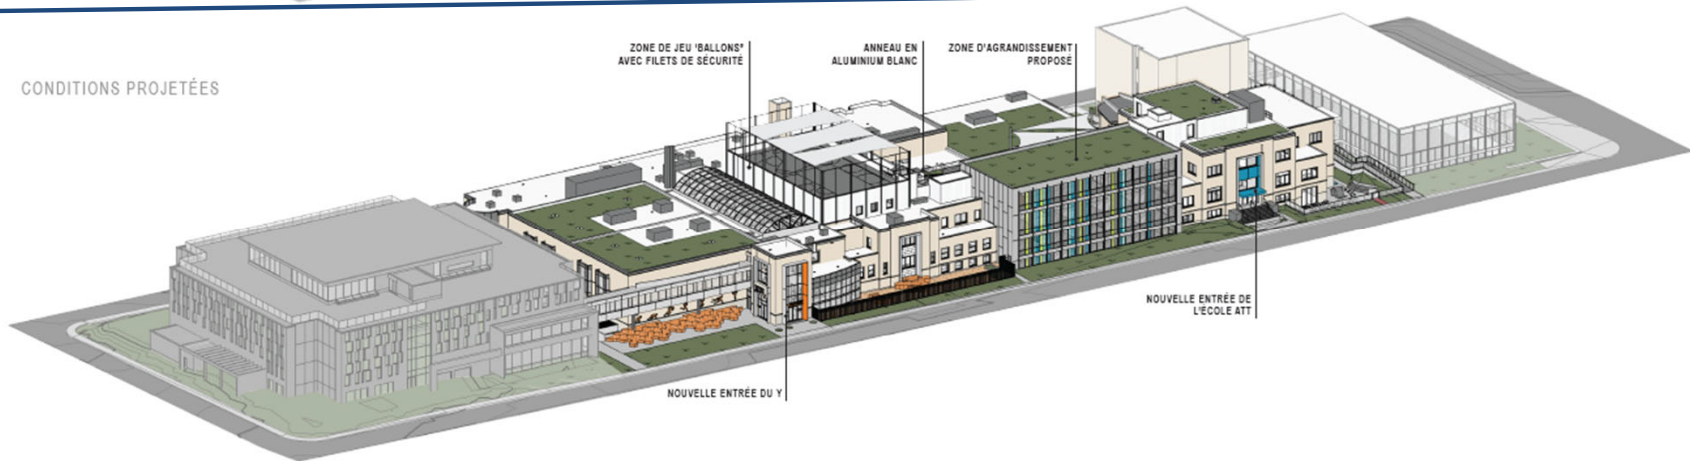 CONDITIONS PROJETÉES
ZONE DE JEU "BALLONS"
AVEC FILETS DE SÉCURITÉ
ANNEAU EN
ALUMINIUM BLANC
ZONE D'AGRANDISSEMENT
PROPOSÉ
NOUVELLE ENTRÉE DE
L'ÉCOLE ATT
NOUVELLE ENTRÉE DU Y